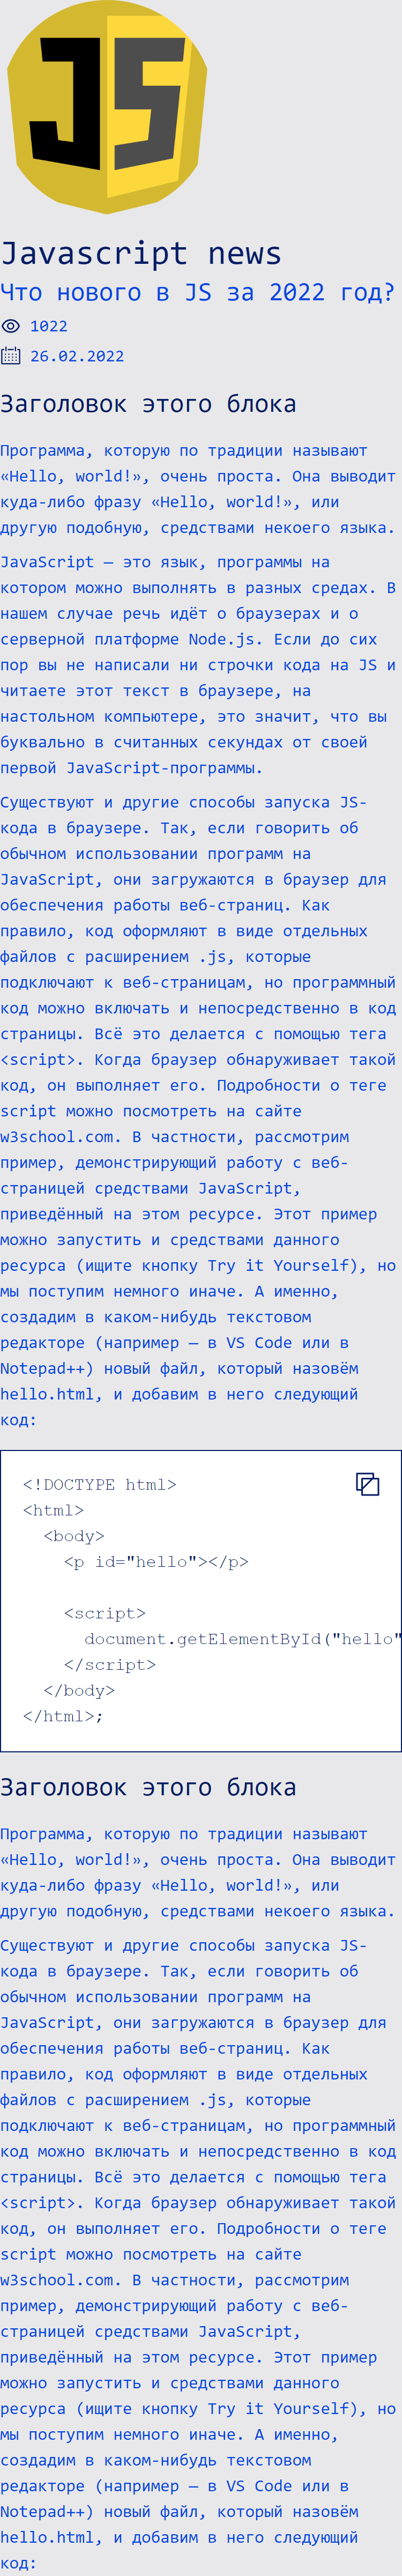 JS
Javascript news
Что нового в JS за 2022 год?
1022
26.02.2022
Заголовок этого блока
Программа, которую по традиции называют
«Hello, world!», очень проста. Она выводит
куда-либо фразу «Hello, world!», или
другую подобную, средствами некоего языка.
JavaScript — это язык, программы на
котором можно выполнять в разных средах. В
нашем случае речь идёт о браузерах и о
серверной платформе Node.js. Если до сих
пор вы не написали ни строчки кода на JS и
читаете этот текст в браузере, на
настольном компьютере, это значит, что вы
буквально в считанных секундах от своей
первой JavaScript-программы.
Существуют и другие способы запуска JS-
кода в браузере. Так, если говорить об
обычном использовании программ на
JavaScript, они загружаются в браузер для
обеспечения работы веб-страниц. Как
правило, код оформляют в виде отдельных
файлов с расширением .js, которые
подключают к веб-страницам, но программный
код можно включать и непосредственно в код
страницы. Всё это делается с помощью тега
<script>. Когда браузер обнаруживает такой
код, он выполняет его. Подробности о теге
script можно посмотреть на сайте
w3school.com. В частности, рассмотрим
пример, демонстрирующий работу с веб-
страницей средствами JavaScript,
приведённый на этом ресурсе. Этот пример
можно запустить и средствами данного
ресурса (ищите кнопку Try it Yourself), но
мы поступим немного иначе. А именно,
создадим в каком-нибудь текстовом
редакторе (например — в VS Code или в
Notepad++) новый файл, который назовём
hello.html, и добавим в него следующий
код:
<!DOCTYPE html>
<html>
<body>
<p id="hello"></p>
<script>
document.getElementById("hello"
</script>
</body>
</html>;
Заголовок этого блока
Программа, которую по традиции называют
«Hello, world!», очень проста. Она выводит
куда-либо фразу «Hello, world!», или
другую подобную, средствами некоего языка.
Существуют и другие способы запуска JS-
кода в браузере. Так, если говорить об
обычном использовании программ на
JavaScript, они загружаются в браузер для
обеспечения работы веб-страниц. Как
правило, код оформляют в виде отдельных
файлов с расширением .js, которые
подключают к веб-страницам, но программный
код можно включать и непосредственно в код
страницы. Всё это делается с помощью тега
<script>. Когда браузер обнаруживает такой
код, он выполняет его. Подробности о теге
script можно посмотреть на сайте
w3school.com. В частности, рассмотрим
пример, демонстрирующий работу с веб-
страницей средствами JavaScript,
приведённый на этом ресурсе. Этот пример
можно запустить и средствами данного
ресурса (ищите кнопку Try it Yourself), но
мы поступим немного иначе. А именно,
создадим в каком-нибудь текстовом
редакторе (например — в VS Code или в
Notepad++) новый файл, который назовём
hello.html, и добавим в него следующий
код: